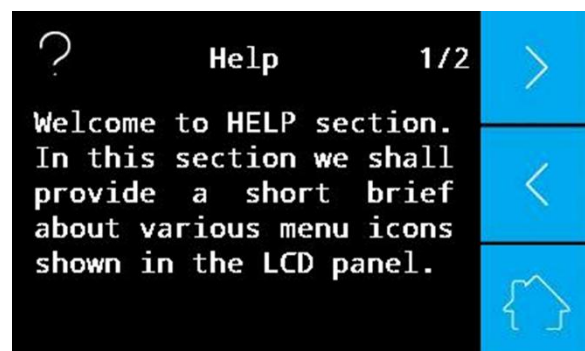 ? Help 1/2
Welcome to HELP section.
In this section we shall
provide a short brief
about various menu icons
shown in the LCD panel.